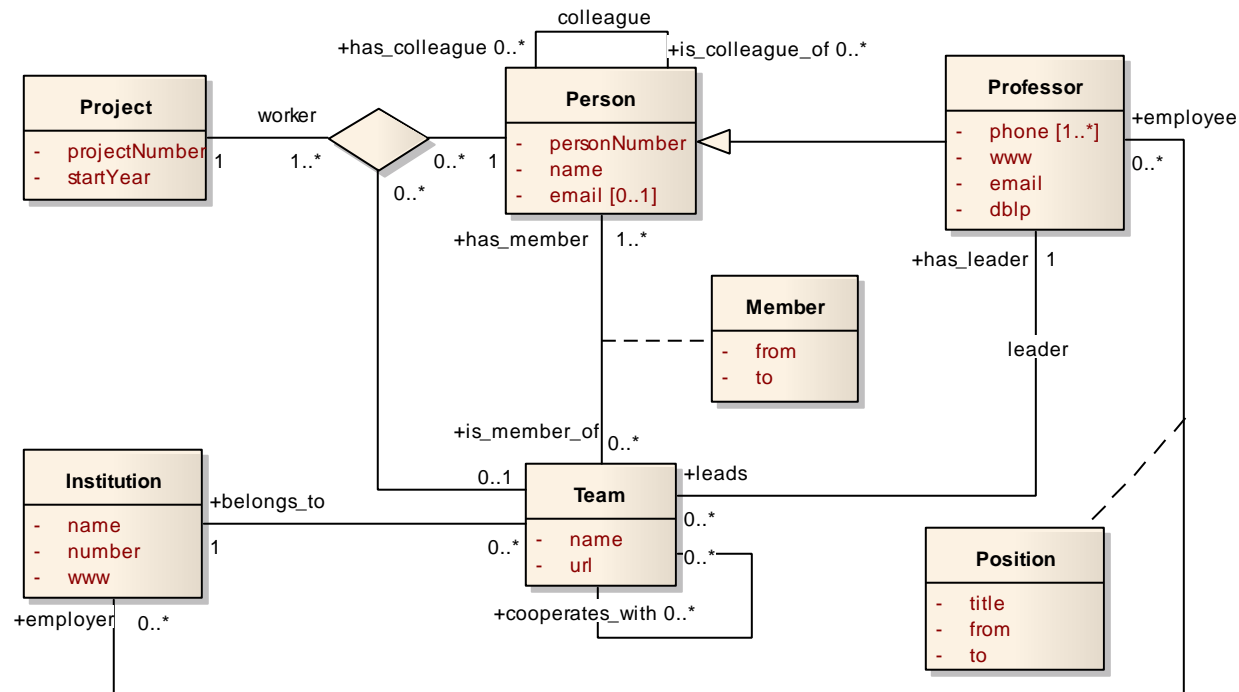 colleague
+has_colleague 0..*
+is_colleague_of 0..*
Project
- projectNumber
- startYear
worker
1
1..*
0..*
1
0..*
Person
- personNumber
- name
- email [0..1]
Professor
- phone [1..*]
- www
- email
- dblp
+employee
0..*
+has_member
1..*
+has_leader
1
Member
- from
- to
leader
+is_member_of
0..*
0..1
+leads
0..*
Institution
- name
- number
- www
+belongs_to
1
0..*
Team
- name
- url
0..*
+cooperates_with 0..*
+employer
0..*
Position
- title
- from
- to